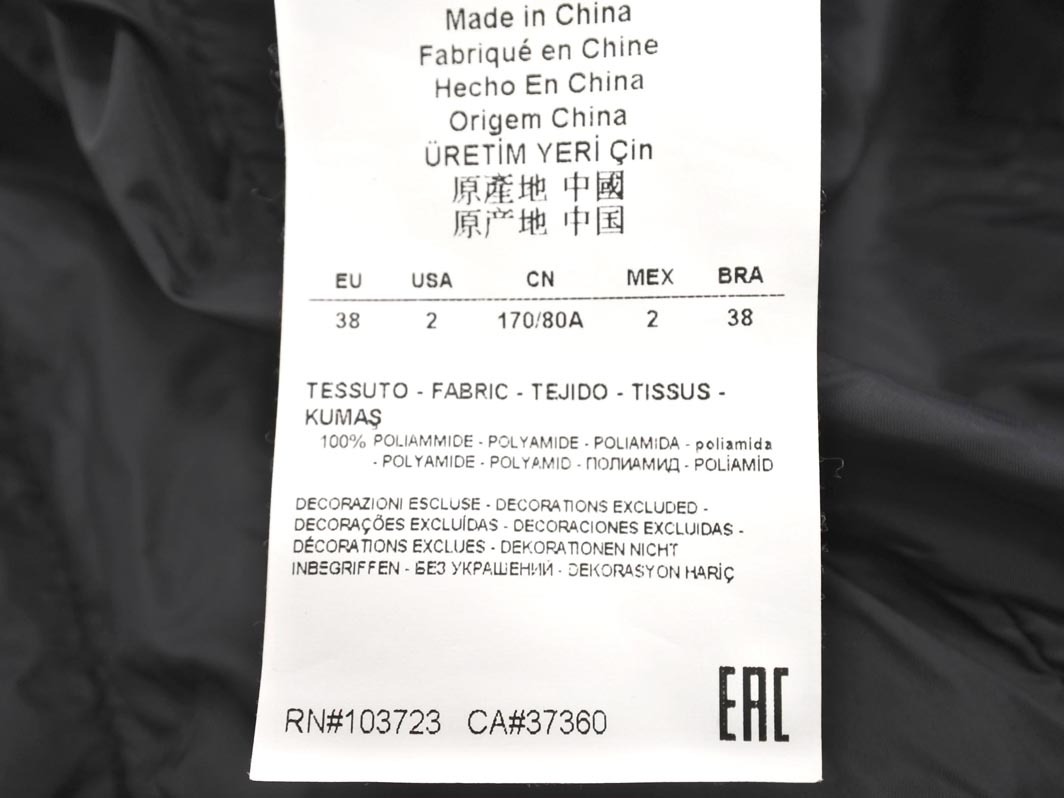 Made in China
Fabriqué en Chine
Hecho En China
Origem China
ÜRETİM YERİ Çin
原產地 中國
原产地 中国
EU USA CN MEX BRA
38 2 170/80A 2 38
TESSUTO - FABRIC - TEJIDO - TISSUS -
KUMAŞ
100% POLIAMMIDE - POLYAMIDE - POLIAMIDA - poliamida
- POLYAMIDE - POLYAMID - ПОЛИАМИД - POLİAMİD
DECORAZIONI ESCLUSE - DECORATIONS EXCLUDED -
DECORAÇÕES EXCLUÍDAS - DECORACIONES EXCLUIDAS -
DÉCORATIONS EXCLUES - DEKORATIONEN NICHT
INBEGRIFFEN - БЕЗ УКРАШЕНИЙ - DEKORASYON HARİÇ
RN#103723 CA#37360
EAC